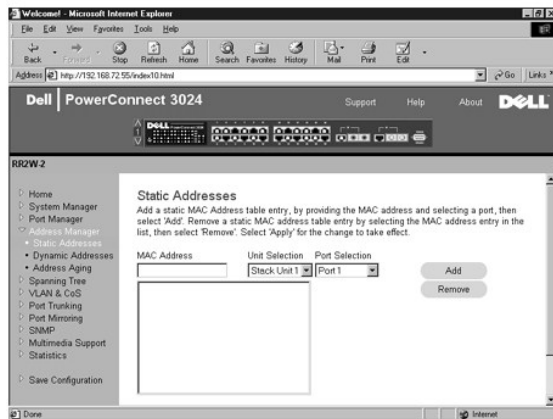 Welcome! - Microsoft Internet Explorer
File Edit View Favorites Tools Help
Back Forward Stop Refresh Home Search Favorites History Mail Print Edit
Address http://192.168.72.55/index10.html Go Links
Dell PowerConnect 3024 Support Help About DELL
DELL
RR2W-2
Home
System Manager
Port Manager
Address Manager
Static Addresses
Dynamic Addresses
Address Aging
Spanning Tree
VLAN & CoS
Port Trunking
Port Mirroring
SNMP
Multimedia Support
Statistics
Save Configuration
Static Addresses
Add a static MAC Address table entry, by providing the MAC address and selecting a port, then
select 'Add'. Remove a static MAC address table entry by selecting the MAC address entry in the
list, then select 'Remove'. Select 'Apply' for the change to take effect.
MAC Address Unit Selection Port Selection
Stack Unit 1 Port 1 Add
Remove
Done Internet